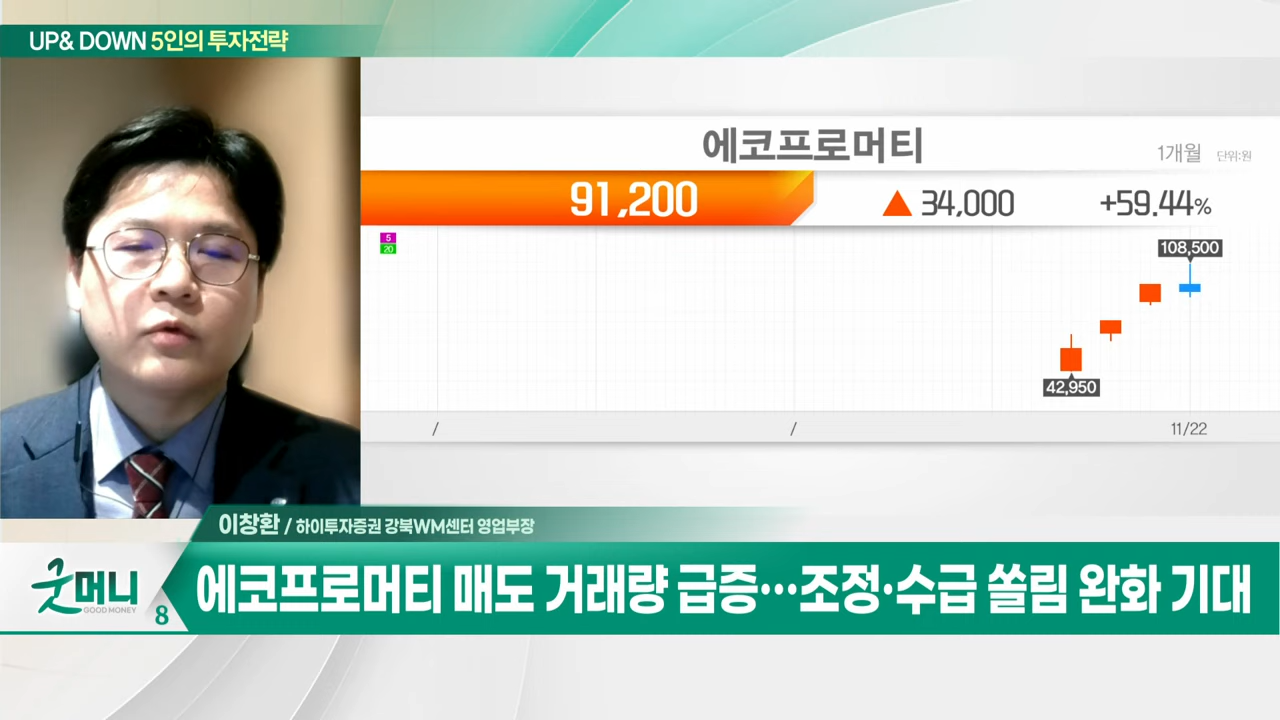 UP& DOWN 5인의 투자전략
에코프로머티
1개월 단위:원
91,200 ▲ 34,000 +59.44%
5
20
108,500
42,950
/ / 11/22
이창환 / 하이투자증권 강북WM센터 영업부장
굿머니
GOOD MONEY
8
에코프로머티 매도 거래량 급증…조정·수급 쏠림 완화 기대